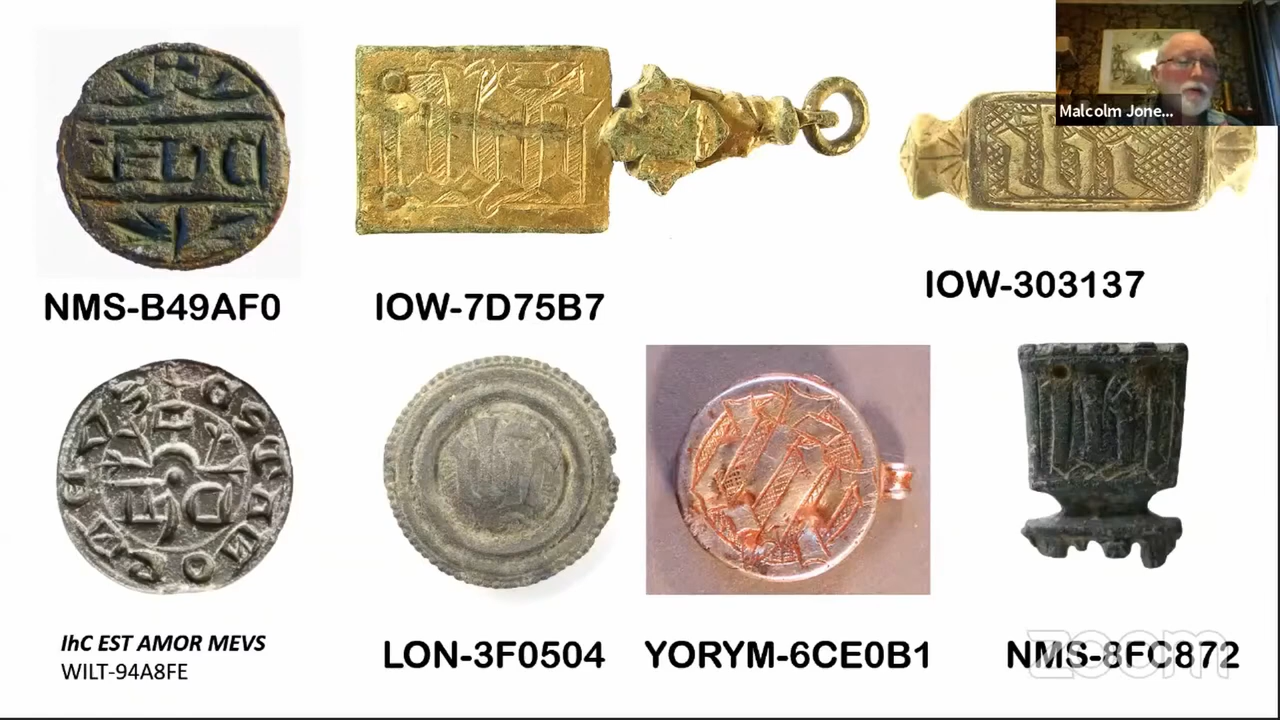 Malcolm Jone...
NMS-B49AF0
IOW-7D75B7
IOW-303137
ihc
IhC EST AMOR MEVS
WILT-94A8FE
LON-3F0504
YORYM-6CE0B1
NMS-8FC872
zoom